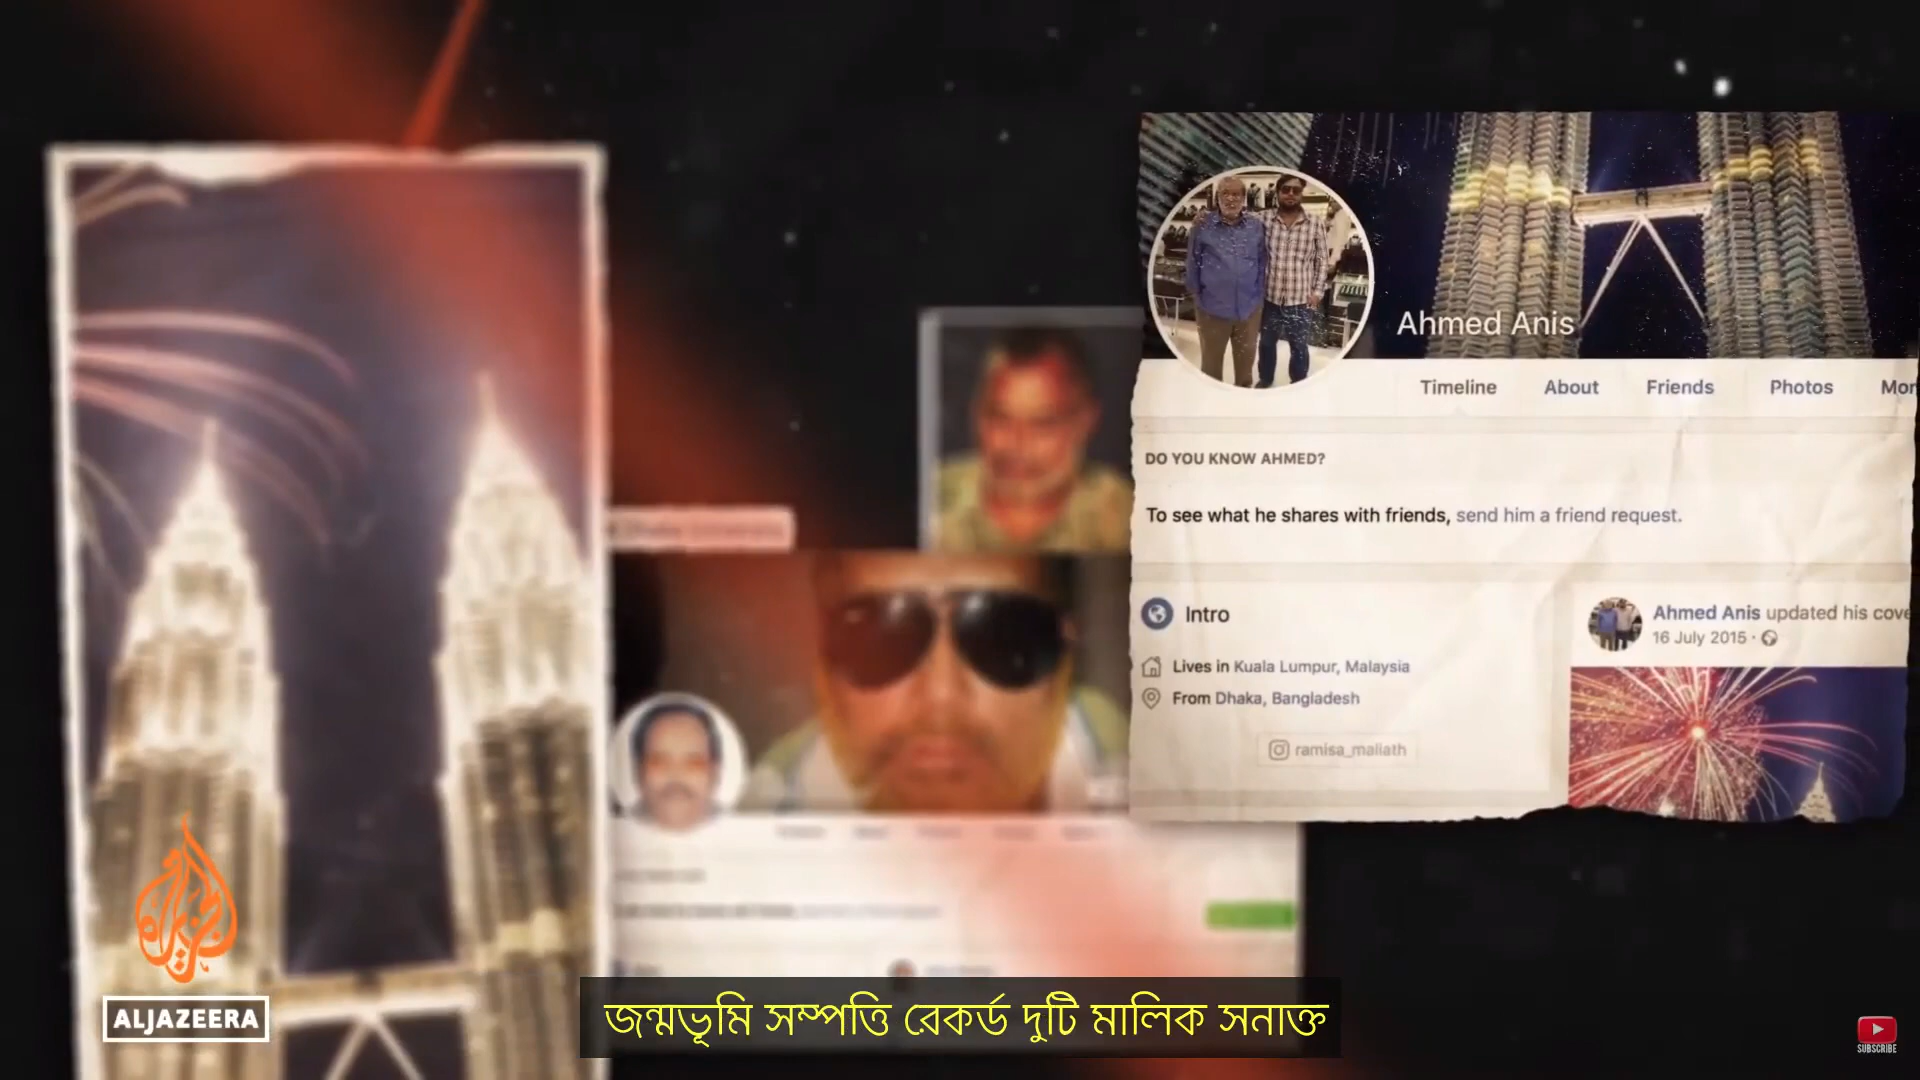 Ahmed Anis
Timeline About Friends Photos Mor
DO YOU KNOW AHMED?
To see what he shares with friends, send him a friend request.
Intro
Lives in Kuala Lumpur, Malaysia
From Dhaka, Bangladesh
ramisa_maliath
Ahmed Anis updated his cove
16 July 2015
ALJAZEERA
জন্মভূমি সম্পত্তি রেকর্ড দুটি মালিক সনাক্ত
SUBSCRIBE